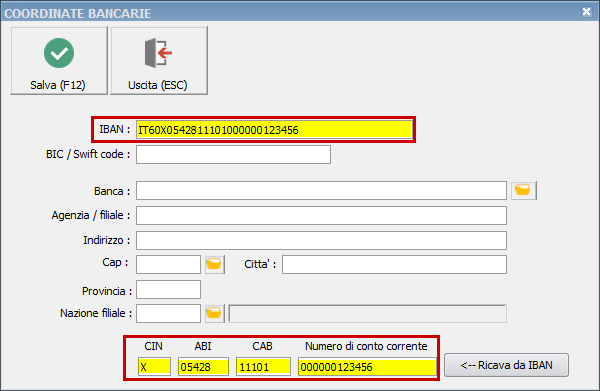 COORDINATE BANCARIE
Salva (F12) Uscita (ESC)
IBAN : IT60X0542811101000000123456
BIC / Swift code :
Banca :
Agenzia / filiale :
Indirizzo :
Cap : Citta' :
Provincia :
Nazione filiale :
CIN ABI CAB Numero di conto corrente
X 05428 11101 000000123456 <-- Ricava da IBAN